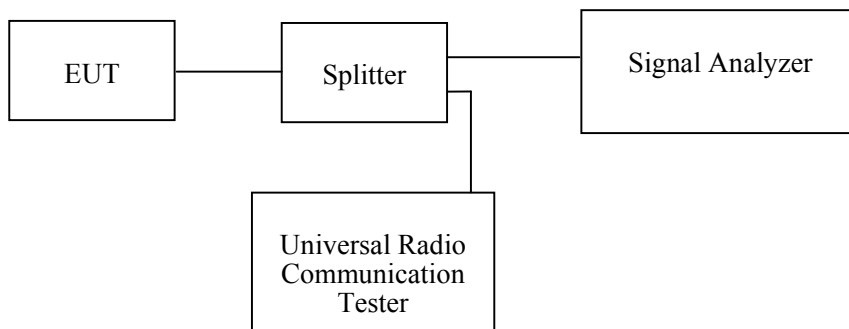 EUT
Splitter
Signal Analyzer
Universal Radio
Communication
Tester